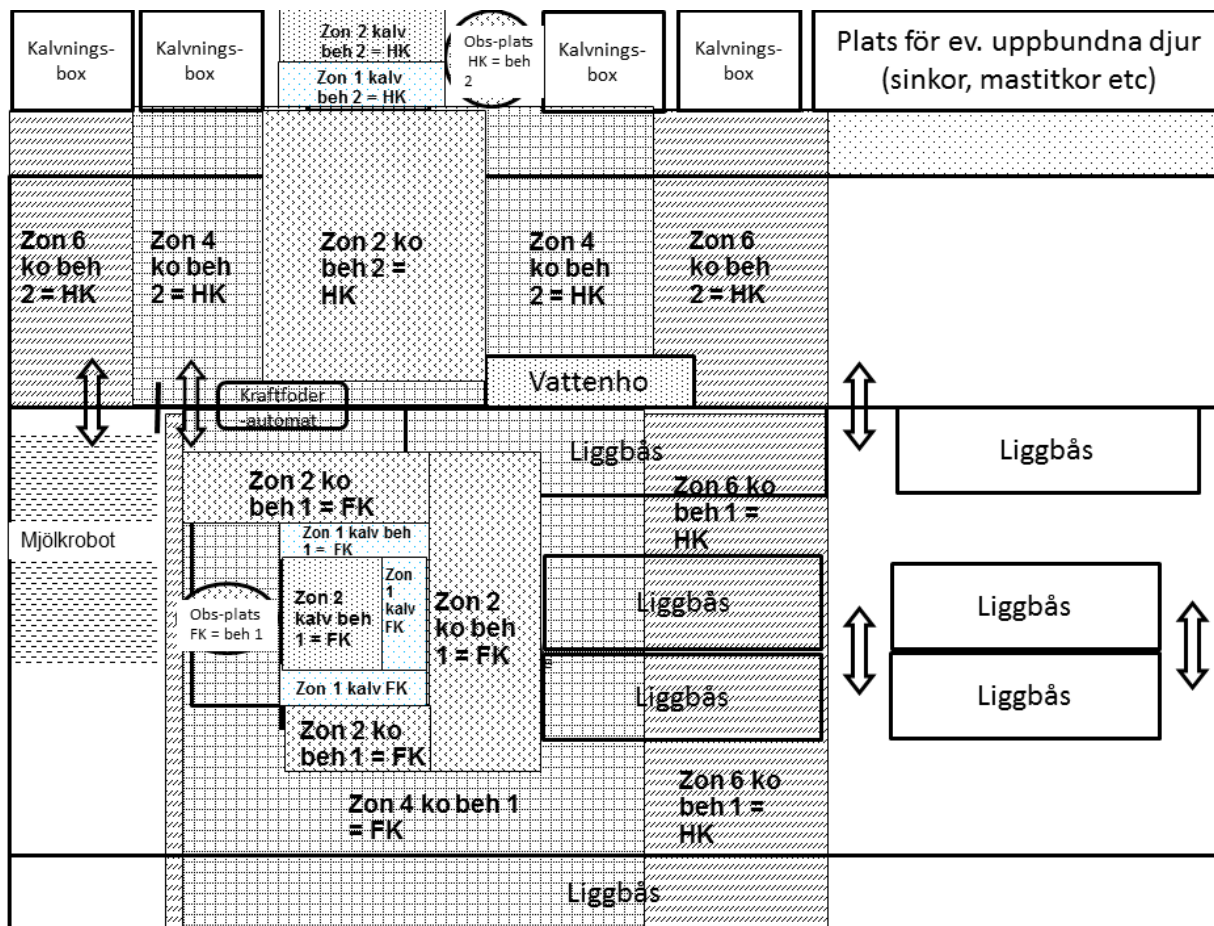 Kalvnings-
box
Kalvnings-
box
Zon 2 kalv
beh 2 = HK
Zon 1 kalv
beh 2 = HK
Obs-plats
HK = beh
2
Kalvnings-
box
Kalvnings-
box
Plats för ev. uppbundna djur
(sinkor, mastitkor etc)
Zon 6
ko beh
2 = HK
Zon 4
ko beh
2 = HK
Zon 2 ko
beh 2 =
HK
Zon 4
ko beh
2 = HK
Zon 6
ko beh
2 = HK
Vattenho
Kraftfoder
-automat
Liggbås
Liggbås
Zon 2 ko
beh 1 = FK
Zon 6 ko
beh 1 =
HK
Mjölkrobot
Zon 1 kalv beh
1 = FK
Zon 2
kalv beh
1 = FK
Zon
1
kalv
FK
Obs-plats
FK = beh 1
Zon 2
ko beh
1 = FK
Liggbås
Liggbås
Zon 1 kalv FK
Liggbås
Liggbås
Zon 2 ko
beh 1 = FK
Zon 4 ko beh 1
= FK
Zon 6 ko
beh 1 =
HK
Liggbås